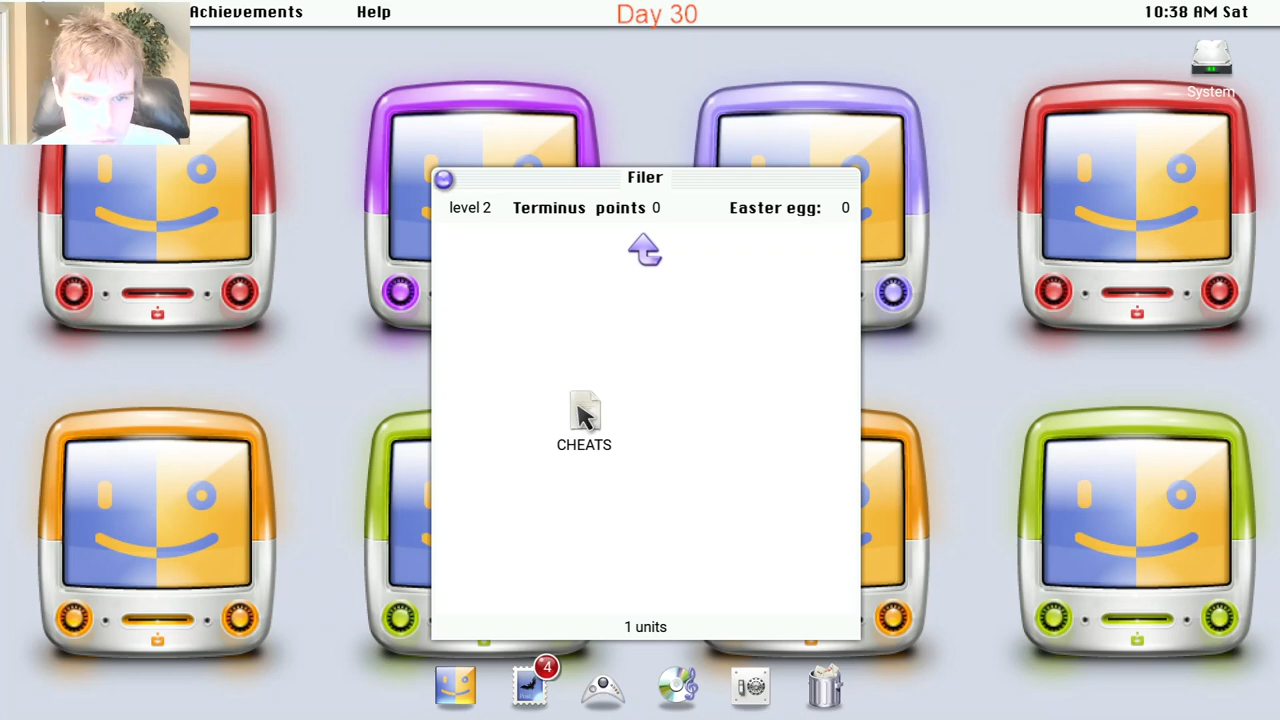 Achievements Help Day 30 10:38 AM Sat
System
Filer
level 2 Terminus points 0 Easter egg: 0
CHEATS
1 units
4